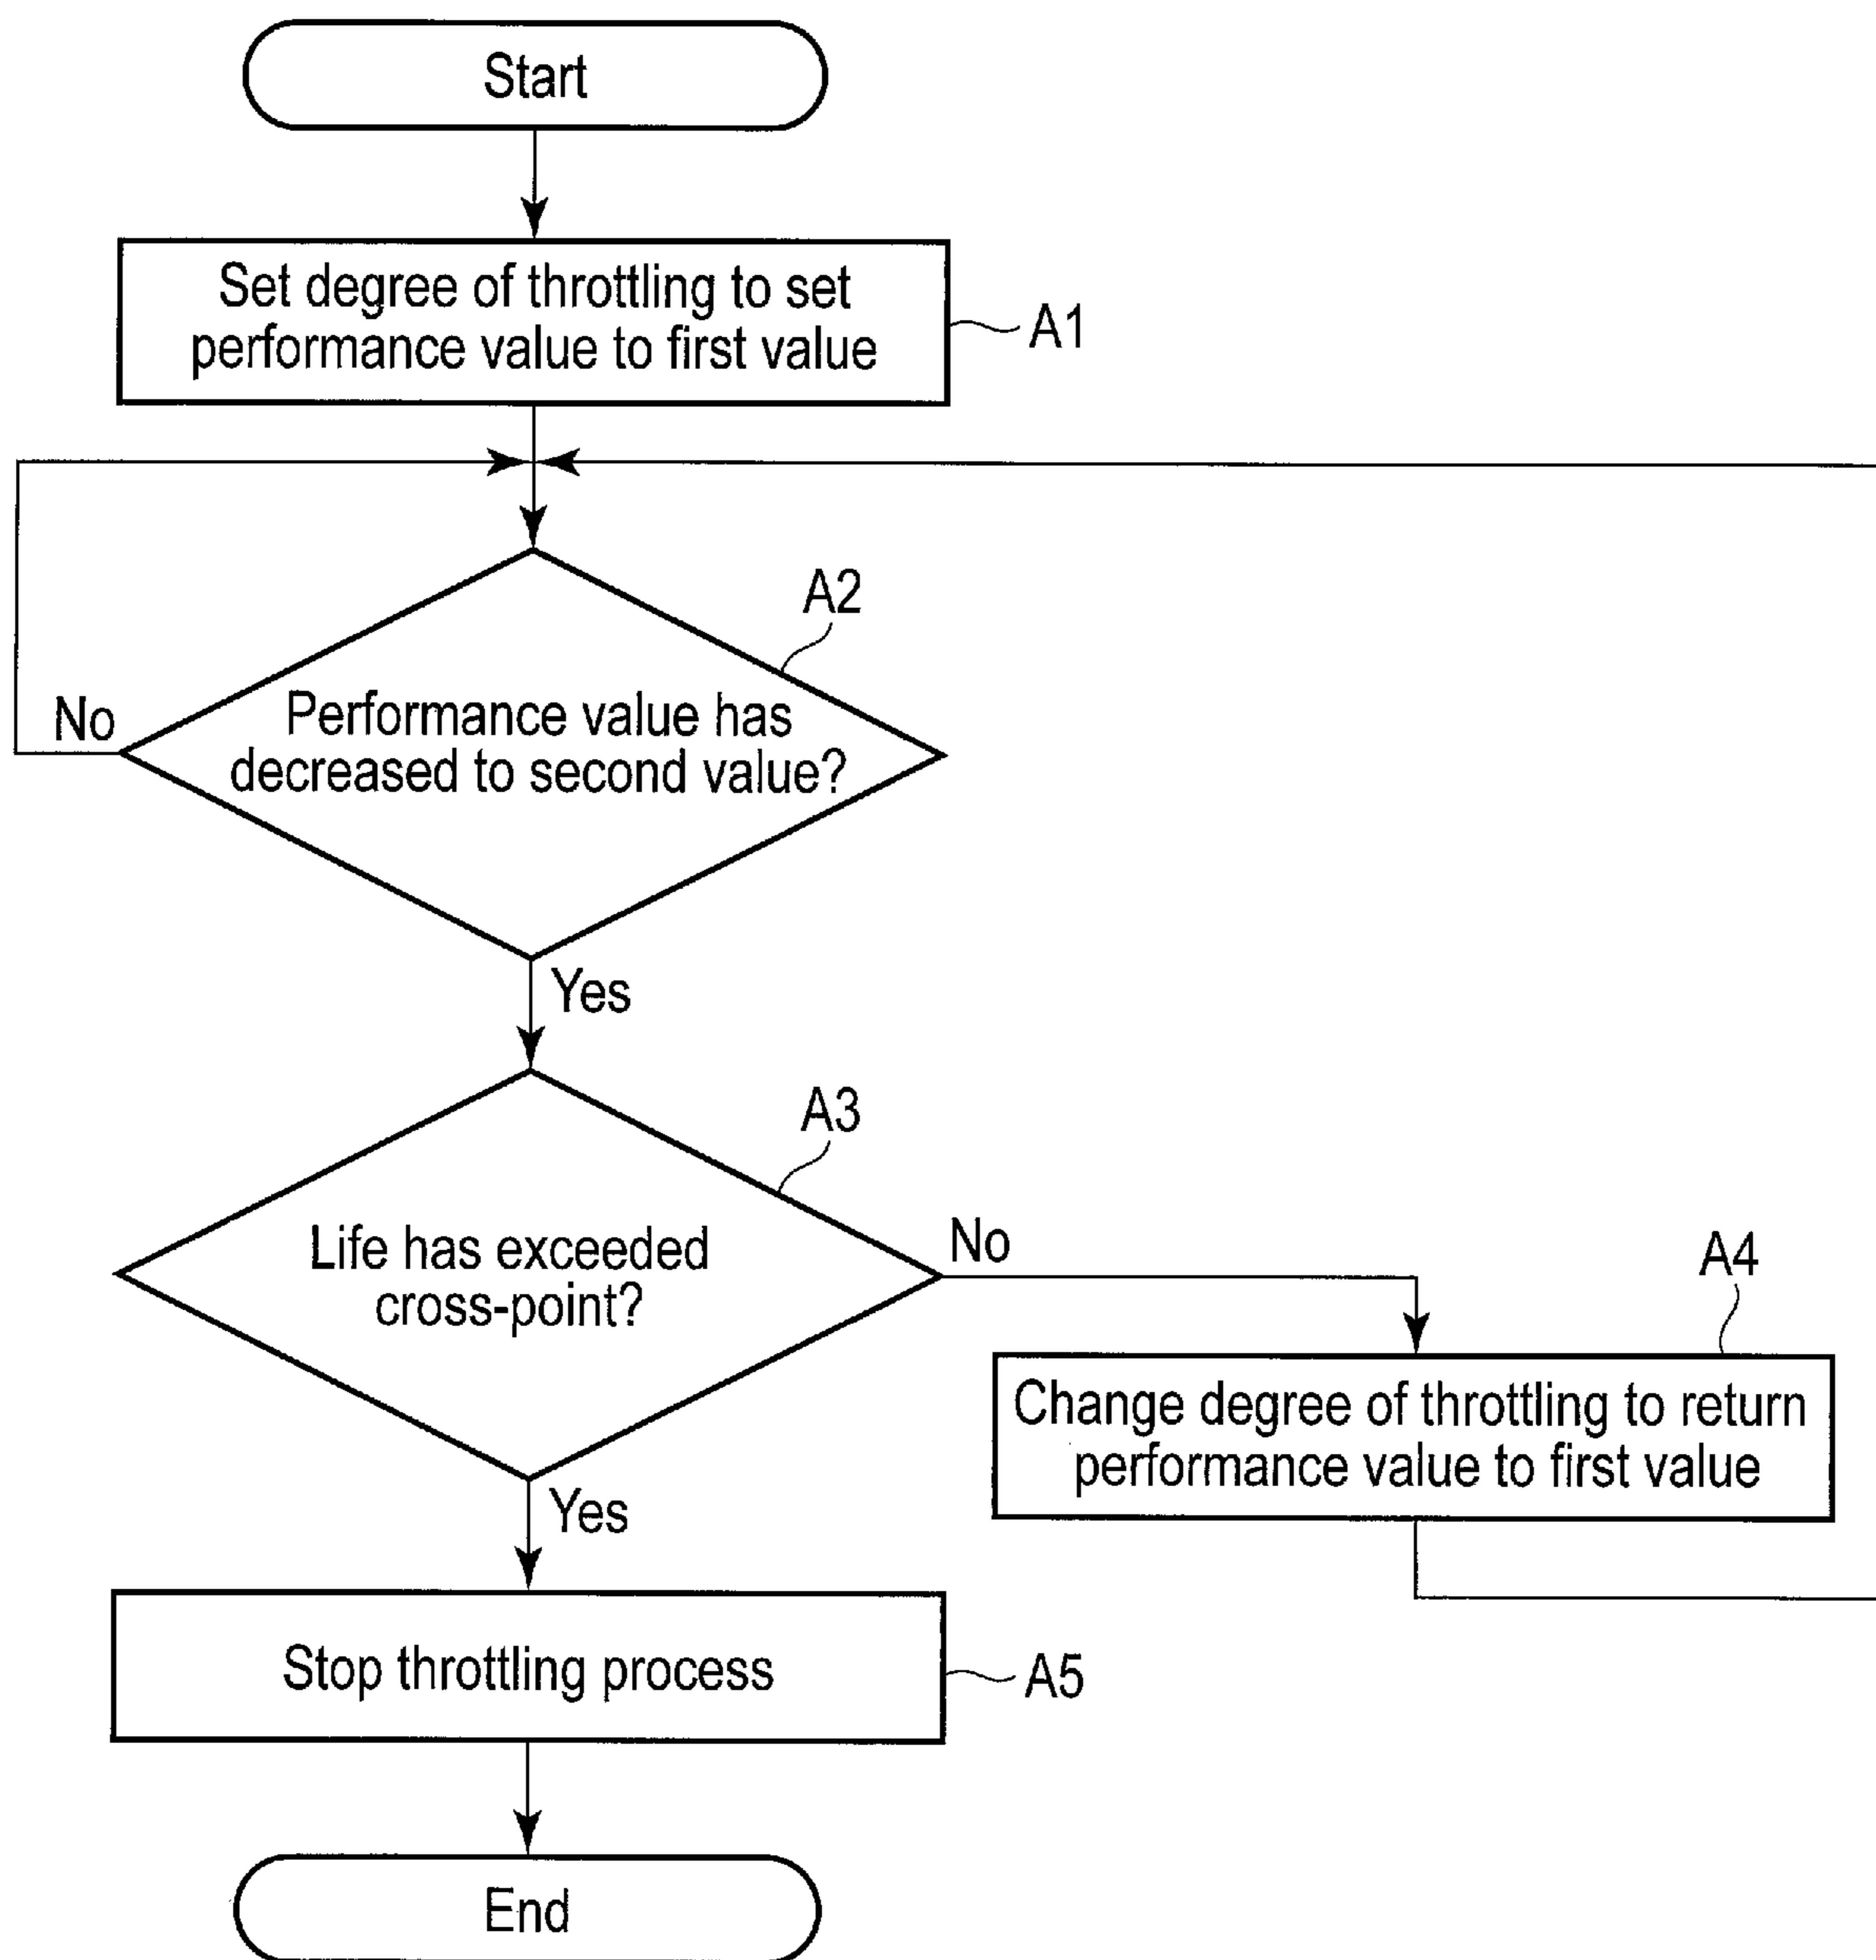 Start
Set degree of throttling to set
performance value to first value
A1
A2
No
Performance value has
decreased to second value?
Yes
A3
Life has exceeded
cross-point?
No
A4
Change degree of throttling to return
performance value to first value
Yes
Stop throttling process
A5
End